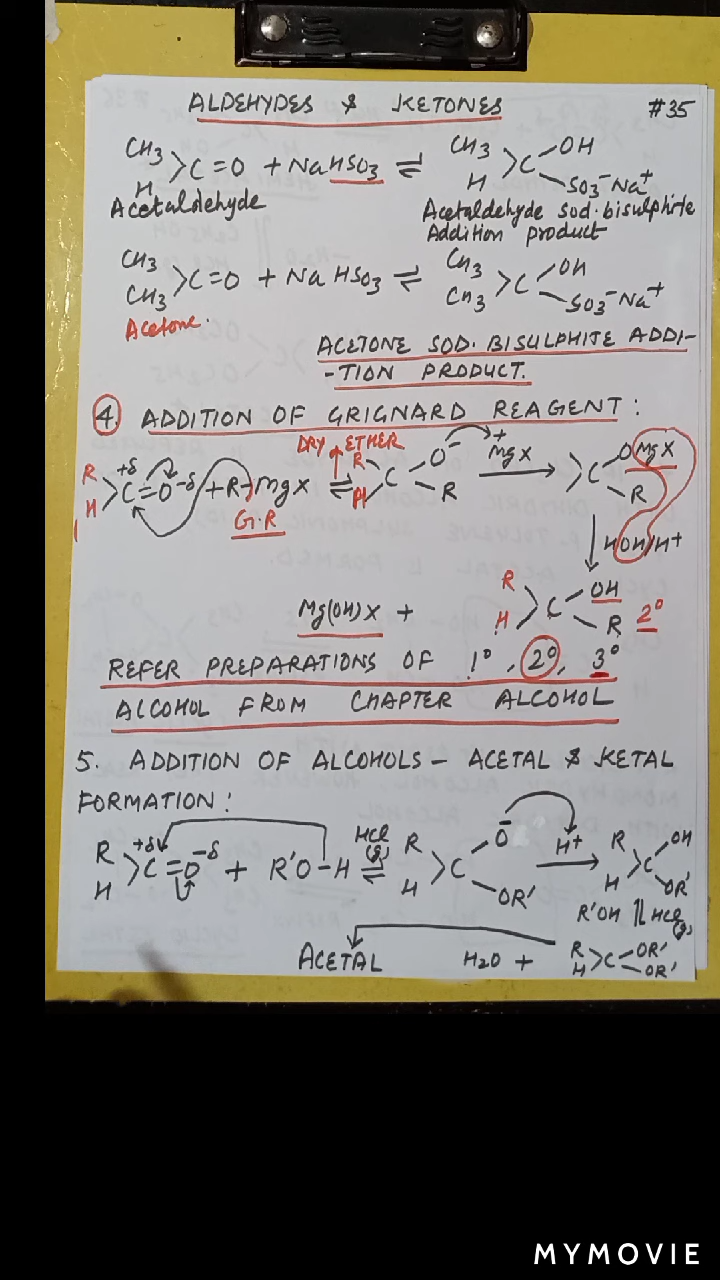 ALDEHYDES & KETONES #35
CH3 H >C=O + NaHSO3 ⇌ CH3 H >C OH SO3⁻Na⁺
Acetaldehyde Acetaldehyde sod. bisulphite
Addition product
CH3 CH3 >C=O + NaHSO3 ⇌ CH3 CH3 >C OH SO3⁻Na⁺
Acetone.
ACETONE SOD. BISULPHITE ADDI-
-TION PRODUCT.
4. ADDITION OF GRIGNARD REAGENT:
DRY ETHER
R H >C+δ=O-δ + R-MgX ⇌ R H >C O⁻ R ⁺MgX → >C OMgX R
G.R
HOH/H⁺
Mg(OH)X + R H >C OH R 2°
REFER PREPARATIONS OF 1°, 2°, 3°
ALCOHOL FROM CHAPTER ALCOHOL
5. ADDITION OF ALCOHOLS - ACETAL & KETAL
FORMATION:
R H >C+δ=O-δ + R'O-H HCl (g) ⇌ R H >C O⁻ OR' H⁺ → R H >C OH OR'
R'OH HCl (g)
ACETAL H2O + R H >C OR' OR'
MYMOVIE